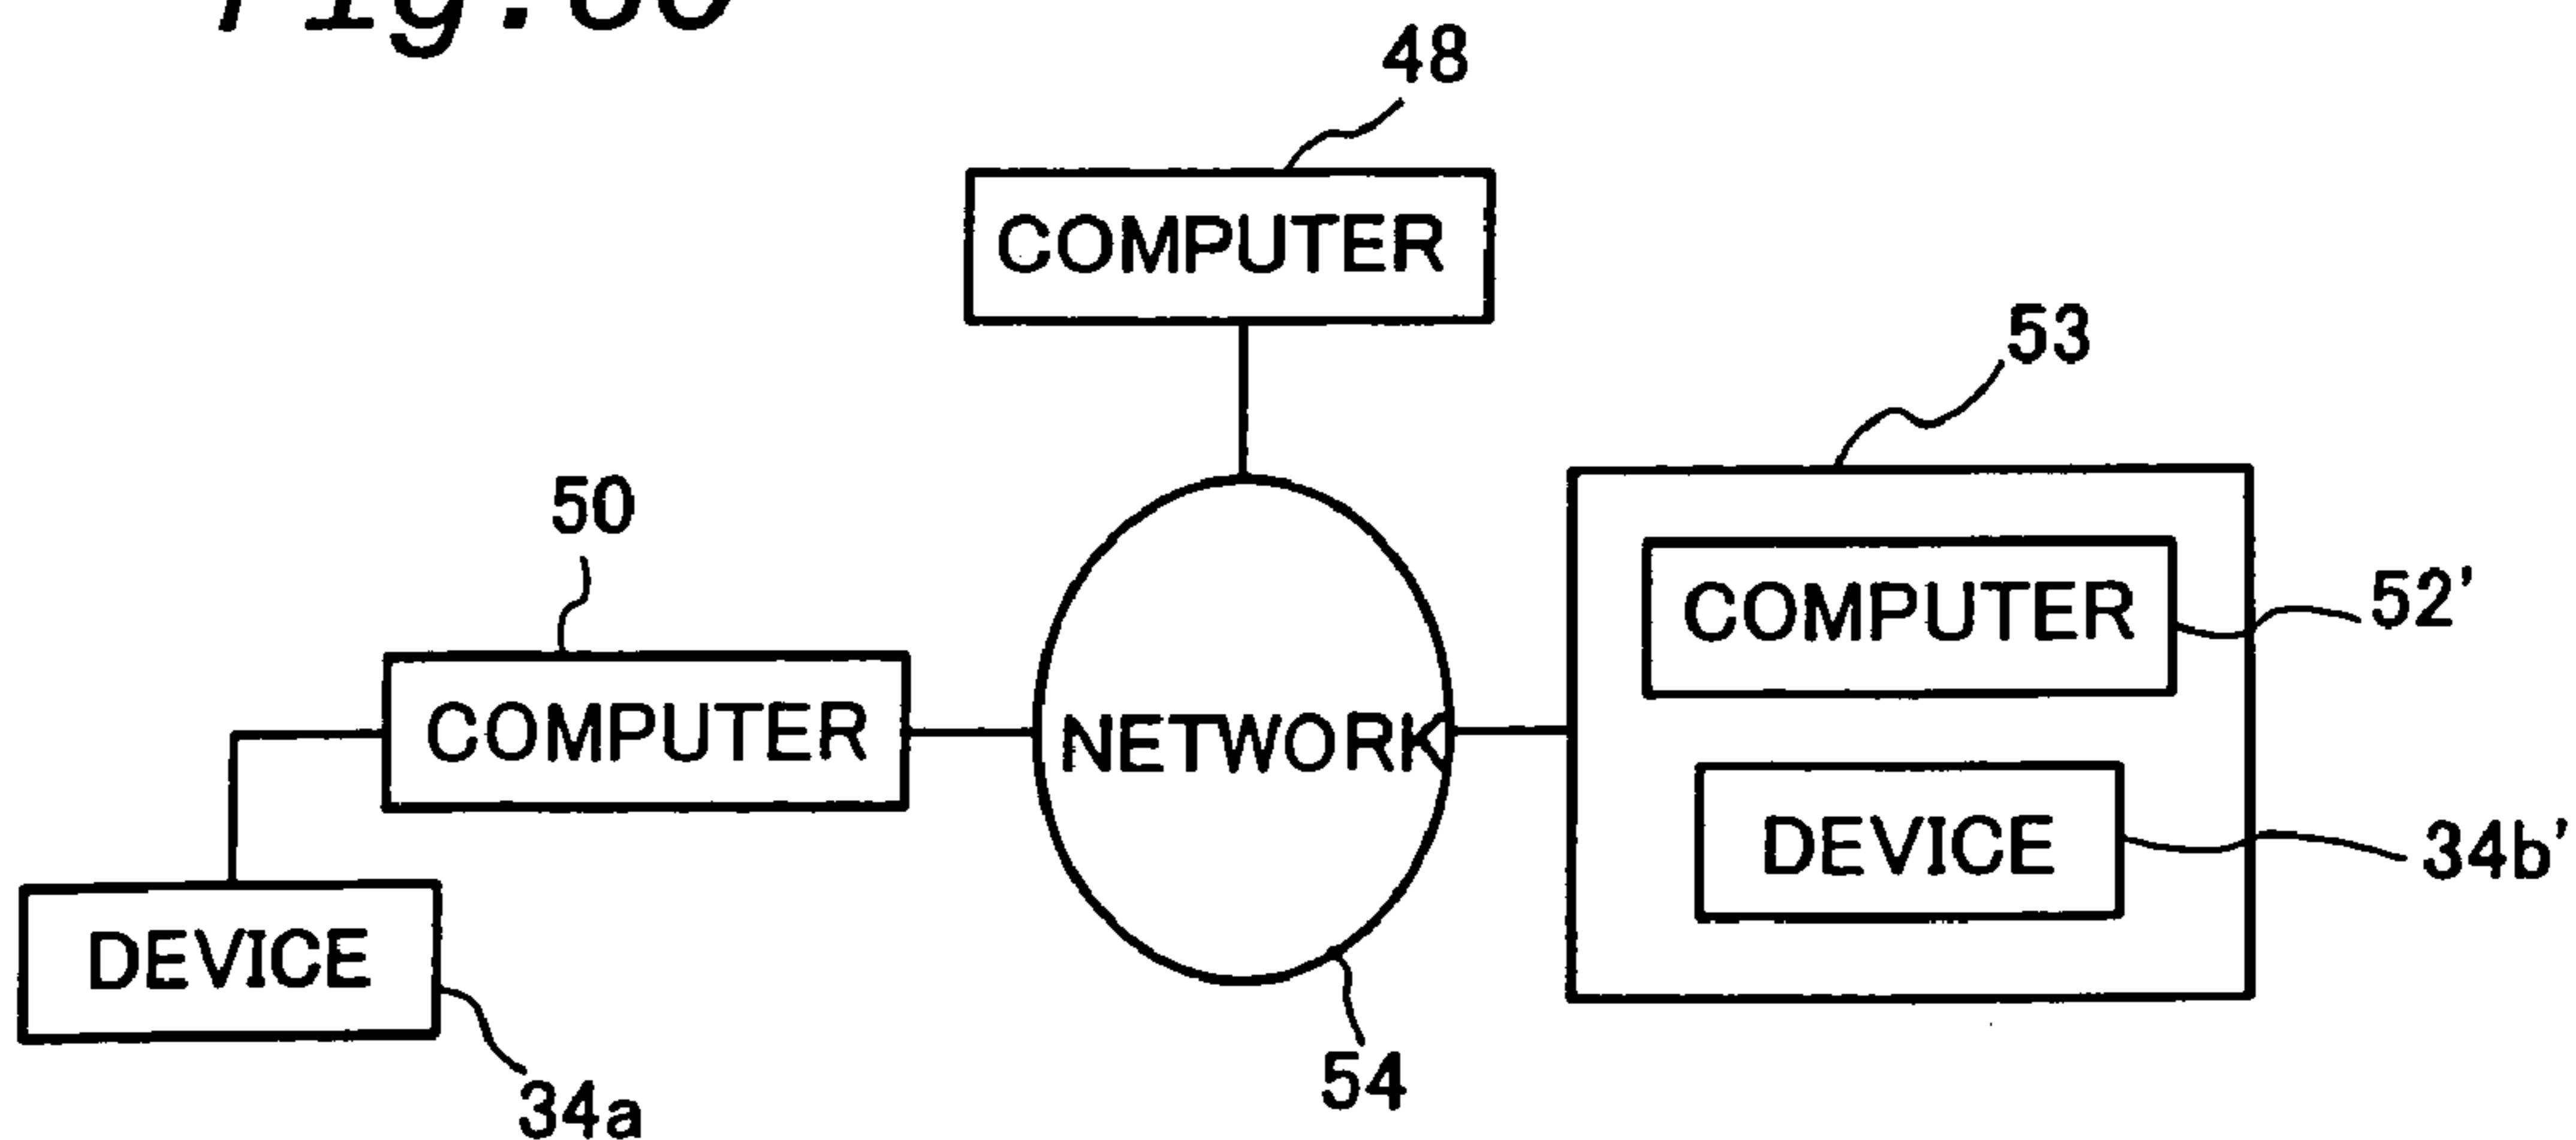 48
COMPUTER
53
50
COMPUTER
52'
COMPUTER
NETWORK
DEVICE
34b'
DEVICE
54
34a